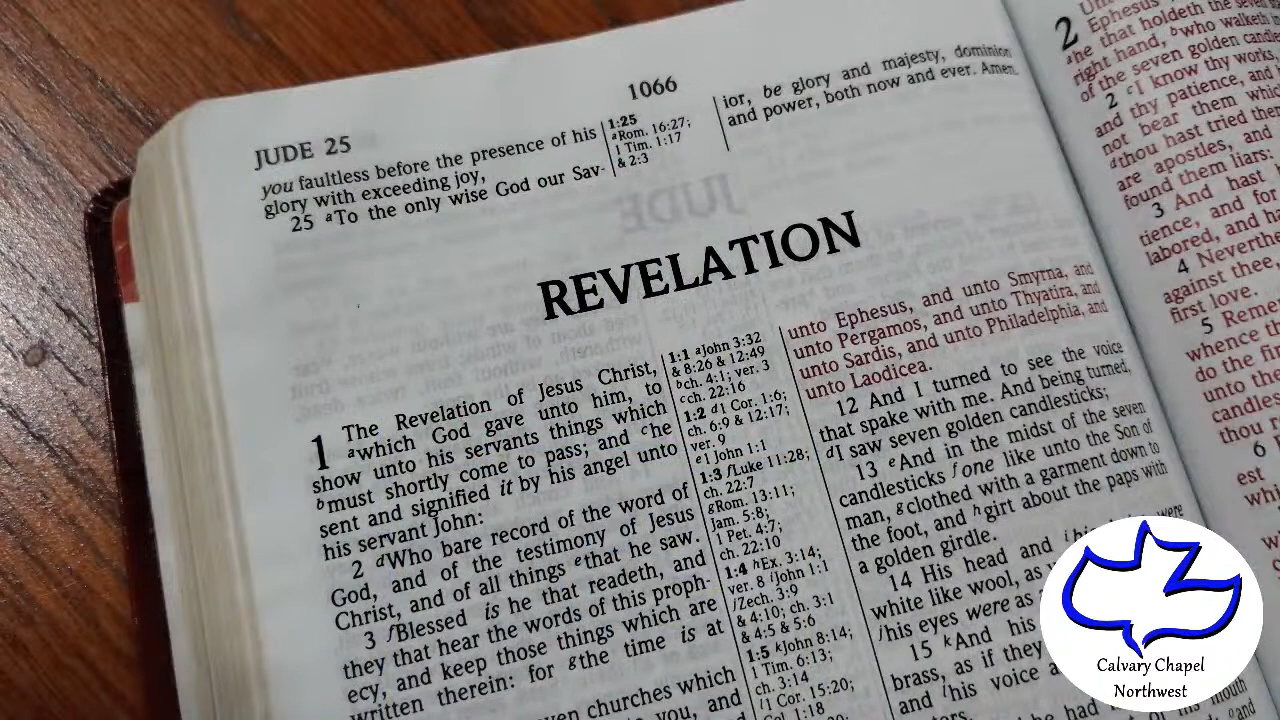 JUDE 25
1066
you faultless before the presence of his
glory with exceeding joy,
25 aTo the only wise God our Sav-
1:25
aRom. 16:27;
1 Tim. 1:17
& 2:3
ior, be glory and majesty, dominion
and power, both now and ever. Amen.
REVELATION
1 The Revelation of Jesus Christ,
awhich God gave unto him, to
show unto his servants things which
bmust shortly come to pass; and che
sent and signified it by his angel unto
his servant John:
2 dWho bare record of the word of
God, and of the testimony of Jesus
Christ, and of all things ethat he saw.
3 fBlessed is he that readeth, and
they that hear the words of this proph-
ecy, and keep those things which are
written therein: for gthe time is at
churches which
you, and
1:1 aJohn 3:32
& 8:26 & 12:49
bch. 4:1; ver. 3
cch. 22:16
1:2 d1 Cor. 1:6;
ch. 6:9 & 12:17;
ver. 9
e1 John 1:1
1:3 fLuke 11:28;
ch. 22:7
gRom. 13:11;
Jam. 5:8;
1 Pet. 4:7;
ch. 22:10
1:4 hEx. 3:14;
ver. 8 iJohn 1:1
jZech. 3:9
& 4:10; ch. 3:1
& 4:5 & 5:6
1:5 kJohn 8:14;
1 Tim. 6:13;
ch. 3:14
l1 Cor. 15:20;
Col. 1:18
unto Ephesus, and unto Smyrna, and
unto Pergamos, and unto Thyatira, and
unto Sardis, and unto Philadelphia, and
unto Laodicea.
12 And I turned to see the voice
that spake with me. And being turned,
dI saw seven golden candlesticks;
13 eAnd in the midst of the seven
candlesticks fone like unto the Son of
man, gclothed with a garment down to
the foot, and hgirt about the paps with
a golden girdle.
14 His head and were
white like wool, as
lhis eyes were as
15 kAnd his
brass, as if they
and lhis voice
had
2
Ephesus
he that holdeth the seven
right hand, bwho walketh
of the seven golden
2 cI know thy works,
and thy patience, and
not bear them which
dthou hast tried them
are apostles, and
found them liars:
3 And hast
tience, and for
labored, and
4 Nevertheless
against thee,
first love.
5
whence
do the
unto the
thou
6
est
Calvary Chapel
Northwest